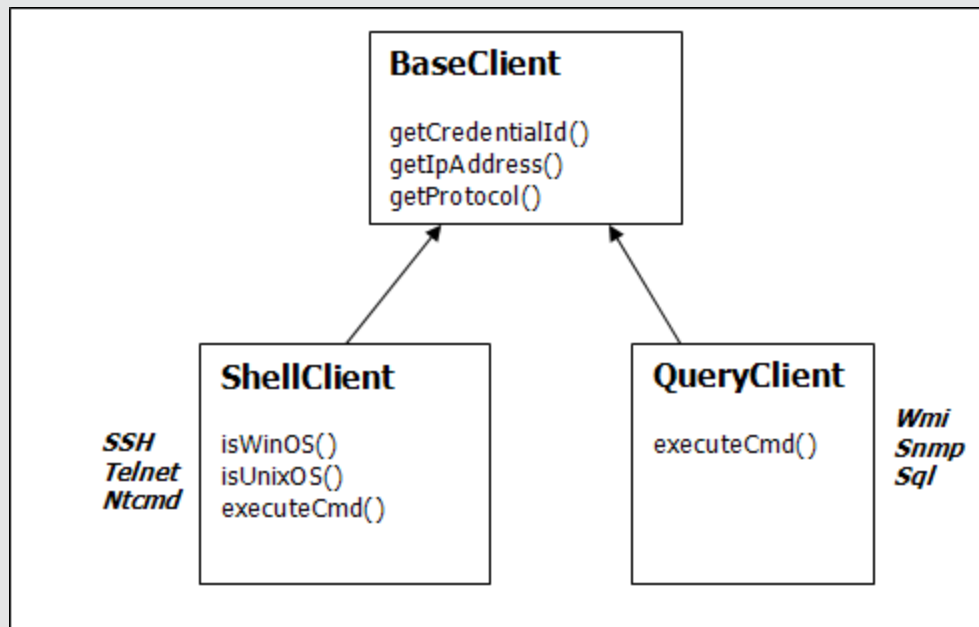 BaseClient
getCredentialId()
getIpAddress()
getProtocol()
ShellClient
isWinOS()
isUnixOS()
executeCmd()
SSH
Telnet
Ntcmd
QueryClient
executeCmd()
Wmi
Snmp
Sql